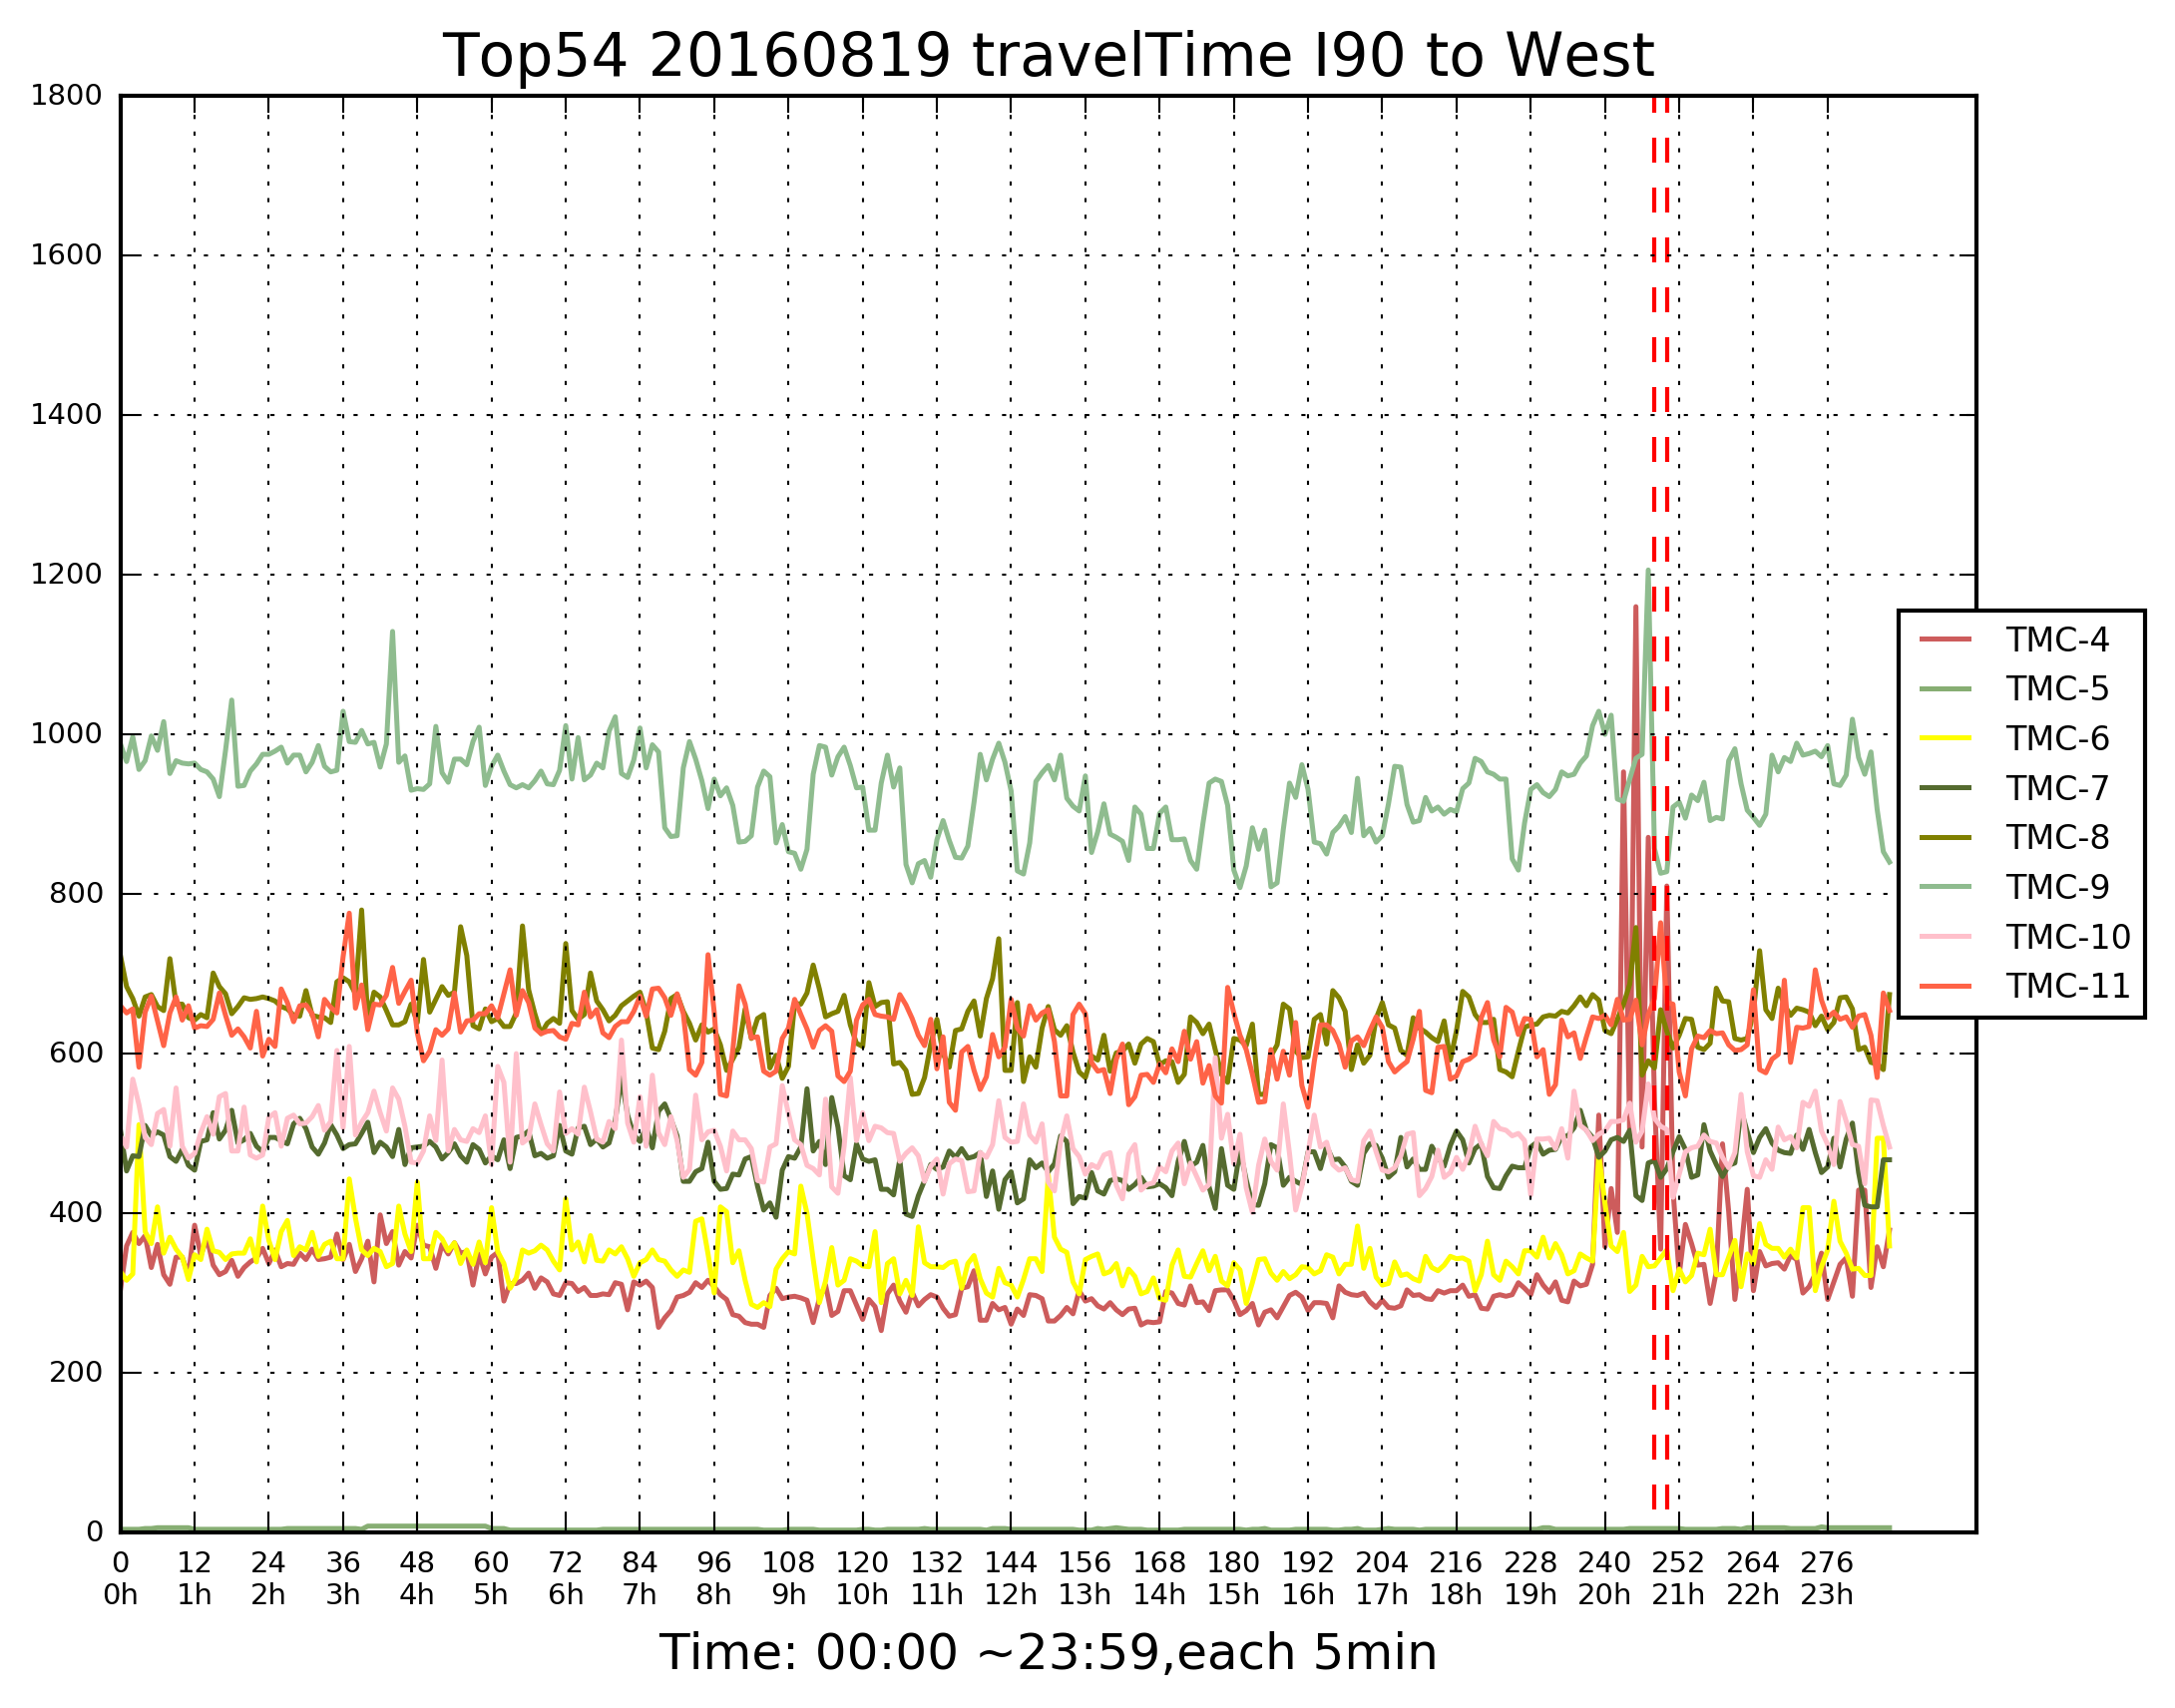 Top54 20160819 travelTime I90 to West
1800
1600
1400
1200
1000
800
600
400
200
0
TMC-4
TMC-5
TMC-6
TMC-7
TMC-8
TMC-9
TMC-10
TMC-11
0 12 24 36 48 60 72 84 96 108 120 132 144 156 168 180 192 204 216 228 240 252 264 276
0h 1h 2h 3h 4h 5h 6h 7h 8h 9h 10h 11h 12h 13h 14h 15h 16h 17h 18h 19h 20h 21h 22h 23h
Time: 00:00 ~23:59,each 5min